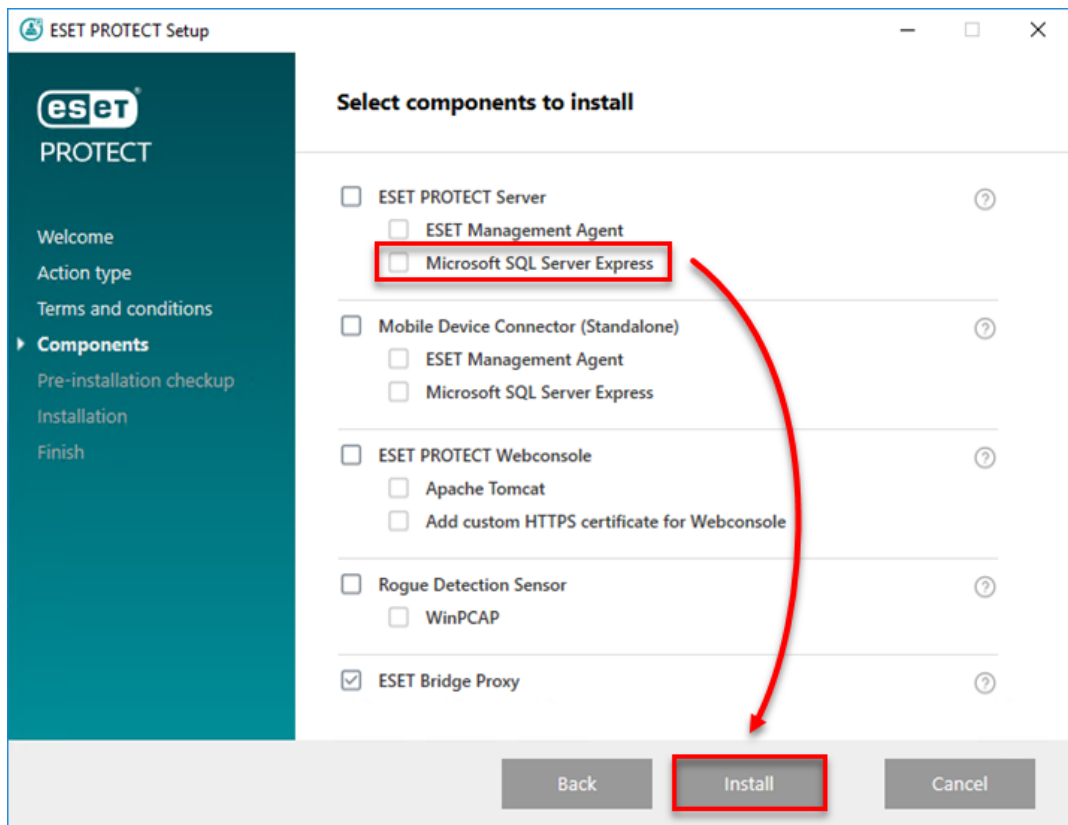 ESET PROTECT Setup
eseT
PROTECT
Welcome
Action type
Terms and conditions
Components
Pre-installation checkup
Installation
Finish
Select components to install
ESET PROTECT Server
ESET Management Agent
Microsoft SQL Server Express
Mobile Device Connector (Standalone)
ESET Management Agent
Microsoft SQL Server Express
ESET PROTECT Webconsole
Apache Tomcat
Add custom HTTPS certificate for Webconsole
Rogue Detection Sensor
WinPCAP
ESET Bridge Proxy
Back
Install
Cancel